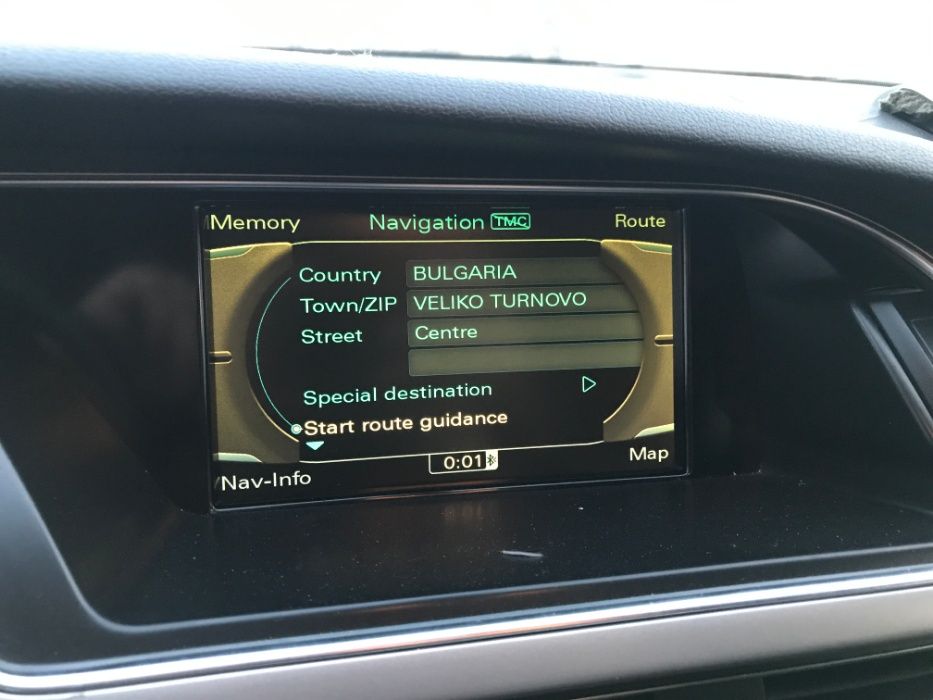 Memory Navigation TMC Route
Country BULGARIA
Town/ZIP VELIKO TURNOVO
Street Centre
Special destination
Start route guidance
Nav-Info 0:01 Map